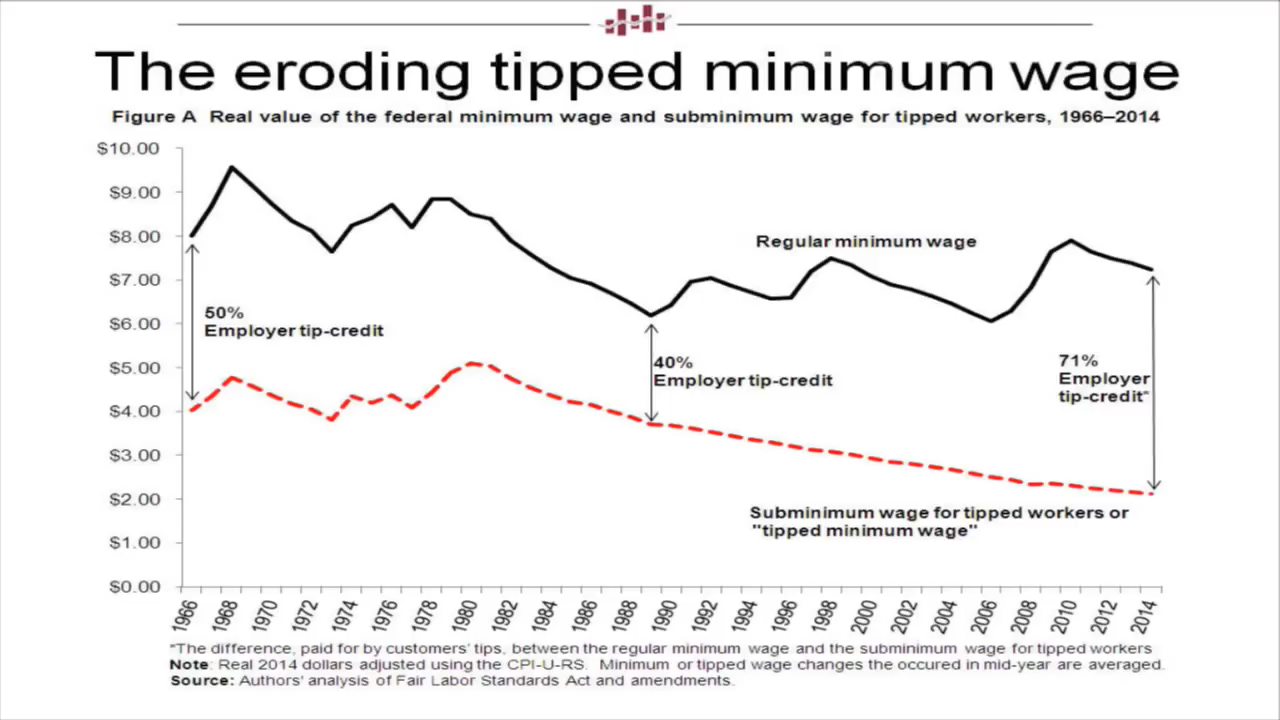 The eroding tipped minimum wage
Figure A Real value of the federal minimum wage and subminimum wage for tipped workers, 1966–2014
$10.00
$9.00
$8.00
$7.00
$6.00
$5.00
$4.00
$3.00
$2.00
$1.00
$0.00
Regular minimum wage
50%
Employer tip-credit
40%
Employer tip-credit
71%
Employer
tip-credit*
Subminimum wage for tipped workers or
"tipped minimum wage"
1966 1968 1970 1972 1974 1976 1978 1980 1982 1984 1986 1988 1990 1992 1994 1996 1998 2000 2002 2004 2006 2008 2010 2012 2014
*The difference, paid for by customers' tips, between the regular minimum wage and the subminimum wage for tipped workers
Note: Real 2014 dollars adjusted using the CPI-U-RS. Minimum or tipped wage changes the occured in mid-year are averaged.
Source: Authors' analysis of Fair Labor Standards Act and amendments.